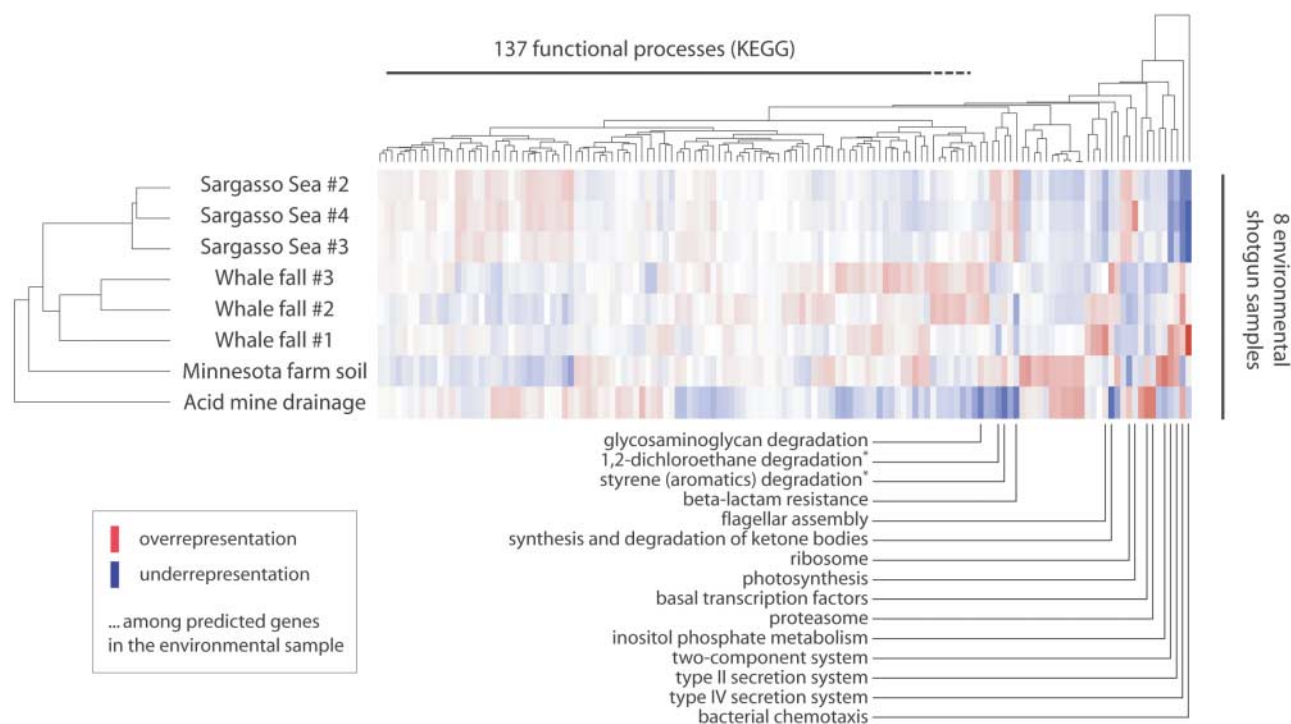 137 functional processes (KEGG)
Sargasso Sea #2
Sargasso Sea #4
Sargasso Sea #3
Whale fall #3
Whale fall #2
Whale fall #1
Minnesota farm soil
Acid mine drainage
8 environmental
shotgun samples
glycosaminoglycan degradation
1,2-dichloroethane degradation*
styrene (aromatics) degradation*
beta-lactam resistance
flagellar assembly
synthesis and degradation of ketone bodies
ribosome
photosynthesis
basal transcription factors
proteasome
inositol phosphate metabolism
two-component system
type II secretion system
type IV secretion system
bacterial chemotaxis
overrepresentation
underrepresentation
... among predicted genes
in the environmental sample